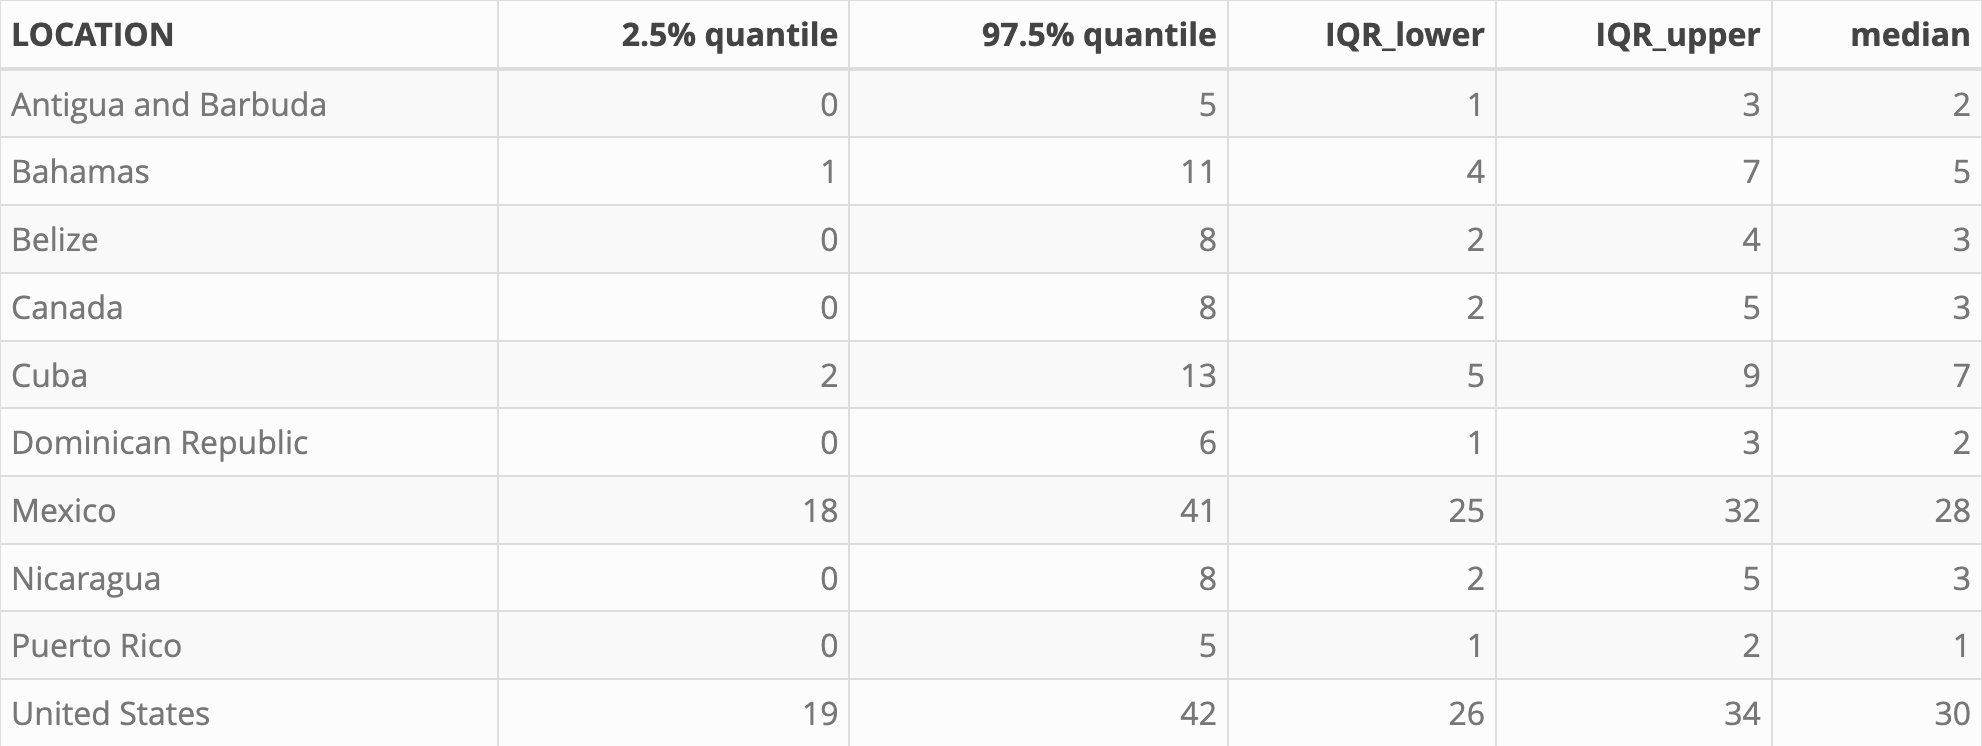 LOCATION 2.5% quantile 97.5% quantile IQR_lower IQR_upper median
Antigua and Barbuda 0 5 1 3 2
Bahamas 1 11 4 7 5
Belize 0 8 2 4 3
Canada 0 8 2 5 3
Cuba 2 13 5 9 7
Dominican Republic 0 6 1 3 2
Mexico 18 41 25 32 28
Nicaragua 0 8 2 5 3
Puerto Rico 0 5 1 2 1
United States 19 42 26 34 30